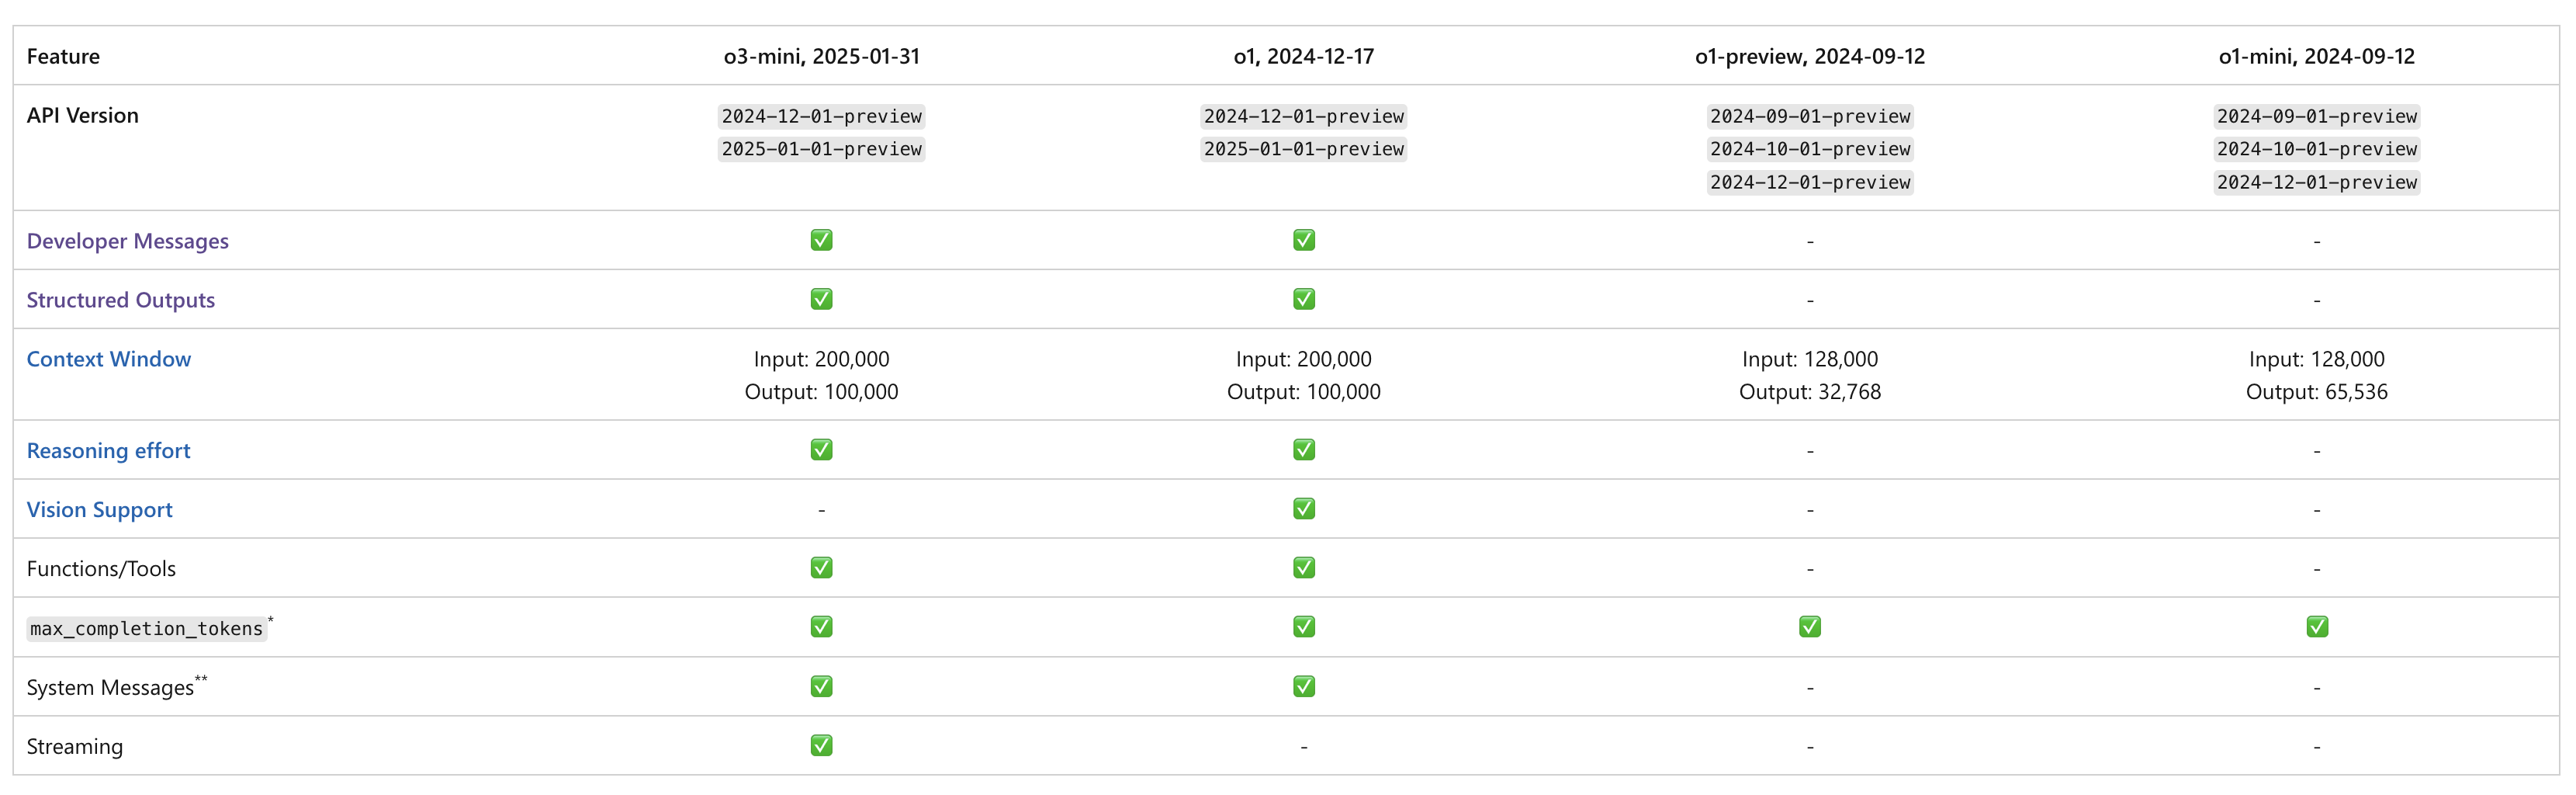 Feature o3-mini, 2025-01-31 o1, 2024-12-17 o1-preview, 2024-09-12 o1-mini, 2024-09-12
API Version 2024-12-01-preview 2024-12-01-preview 2024-09-01-preview 2024-09-01-preview
2025-01-01-preview 2025-01-01-preview 2024-10-01-preview 2024-10-01-preview
2024-12-01-preview 2024-12-01-preview
Developer Messages ✅ ✅ - -
Structured Outputs ✅ ✅ - -
Context Window Input: 200,000 Input: 200,000 Input: 128,000 Input: 128,000
Output: 100,000 Output: 100,000 Output: 32,768 Output: 65,536
Reasoning effort ✅ ✅ - -
Vision Support - ✅ - -
Functions/Tools ✅ ✅ - -
max_completion_tokens* ✅ ✅ ✅ ✅
System Messages** ✅ ✅ - -
Streaming ✅ - - -